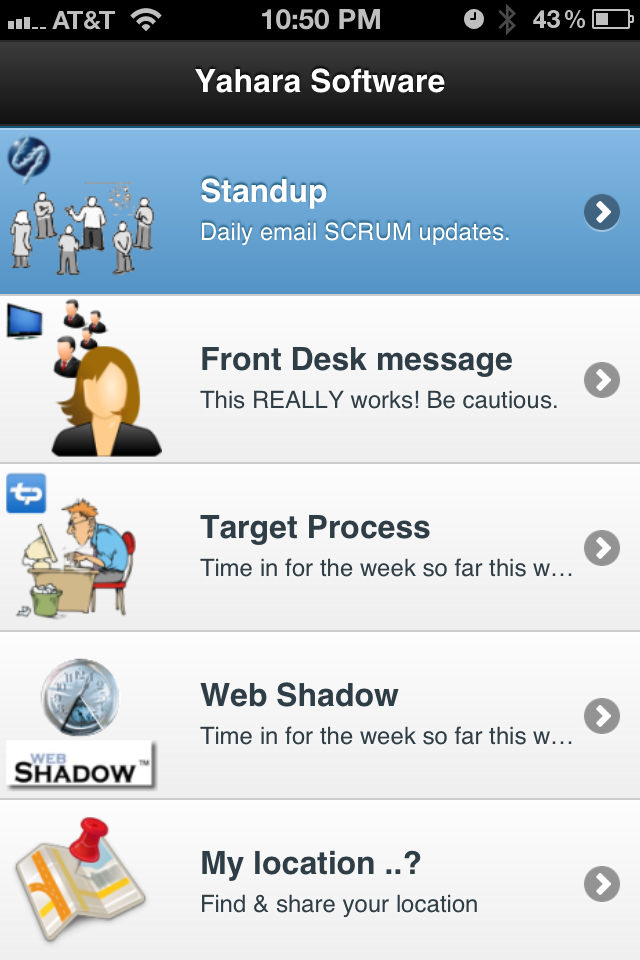 AT&T 10:50 PM 43%
Yahara Software
Standup
Daily email SCRUM updates.
Front Desk message
This REALLY works! Be cautious.
tp
Target Process
Time in for the week so far this w...
Web Shadow
Time in for the week so far this w...
WEB
SHADOW™
My location ..?
Find & share your location